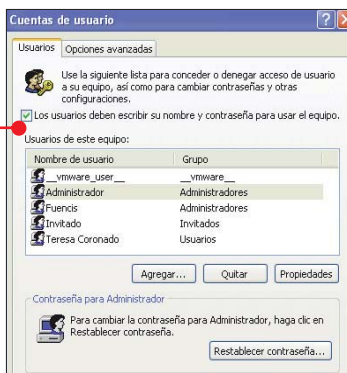 Cuentas de usuario
Usuarios Opciones avanzadas
Use la siguiente lista para conceder o denegar acceso de usuario
a su equipo, así como para cambiar contraseñas y otras
configuraciones.
Los usuarios deben escribir su nombre y contraseña para usar el equipo.
Usuarios de este equipo:
Nombre de usuario Grupo
__vmware_user__ __vmware__
Administrador Administradores
Fuencis Administradores
Invitado Invitados
Teresa Coronado Usuarios
Agregar... Quitar Propiedades
Contraseña para Administrador
Para cambiar la contraseña para Administrador, haga clic en
Restablecer contraseña.
Restablecer contraseña...